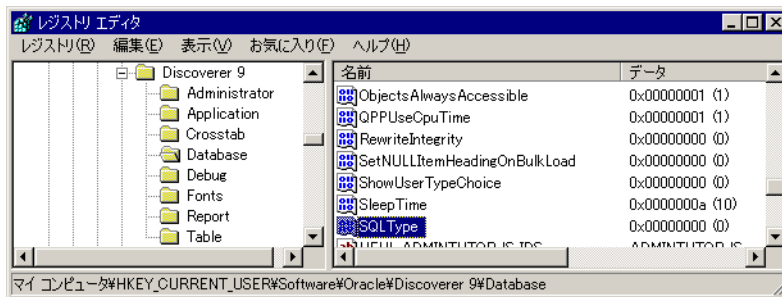 レジストリ エディタ
レジストリ(R) 編集(E) 表示(V) お気に入り(F) ヘルプ(H)
Discoverer 9
Administrator
Application
Crosstab
Database
Debug
Fonts
Report
Table
名前 データ
ObjectsAlwaysAccessible 0x00000001 (1)
QPPUseCpuTime 0x00000001 (1)
RewriteIntegrity 0x00000000 (0)
SetNULLItemHeadingOnBulkLoad 0x00000000 (0)
ShowUserTypeChoice 0x00000000 (0)
SleepTime 0x0000000a (10)
SQLType 0x00000000 (0)
マイ コンピュータ¥HKEY_CURRENT_USER¥Software¥Oracle¥Discoverer 9¥Database